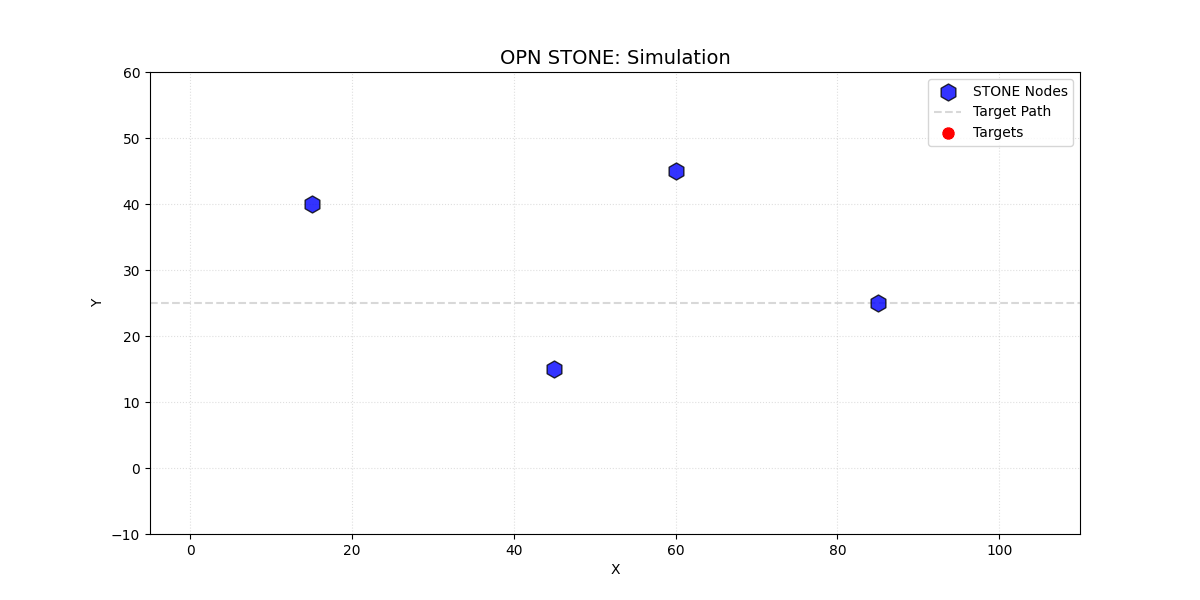 OPN STONE: Simulation
STONE Nodes
Target Path
Targets
60
50
40
30
20
10
0
−10
Y
0
20
40
60
80
100
X